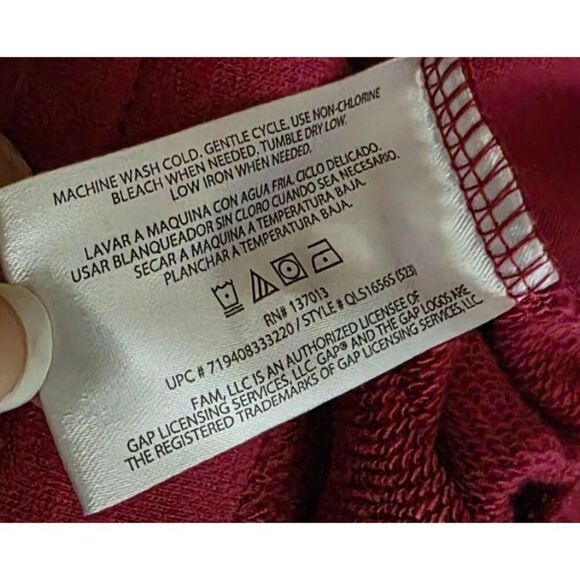 MACHINE WASH COLD, GENTLE CYCLE, USE NON-CHLORINE
BLEACH WHEN NEEDED, TUMBLE DRY LOW.
LOW IRON WHEN NEEDED.
LAVAR A MAQUINA CON AGUA FRIA, CICLO DELICADO,
USAR BLANQUEADOR SIN CLORO CUANDO SEA NECESARIO.
SECAR A MAQUINA A TEMPERATURA BAJA.
PLANCHAR A TEMPERATURA BAJA.
RN# 137013
UPC # 719408333220 / STYLE # QLS1656S (S23)
FAM, LLC IS AN AUTHORIZED LICENSEE OF
GAP LICENSING SERVICES, LLC GAP® AND THE GAP LOGOS ARE
THE REGISTERED TRADEMARKS OF GAP LICENSING SERVICES, LLC